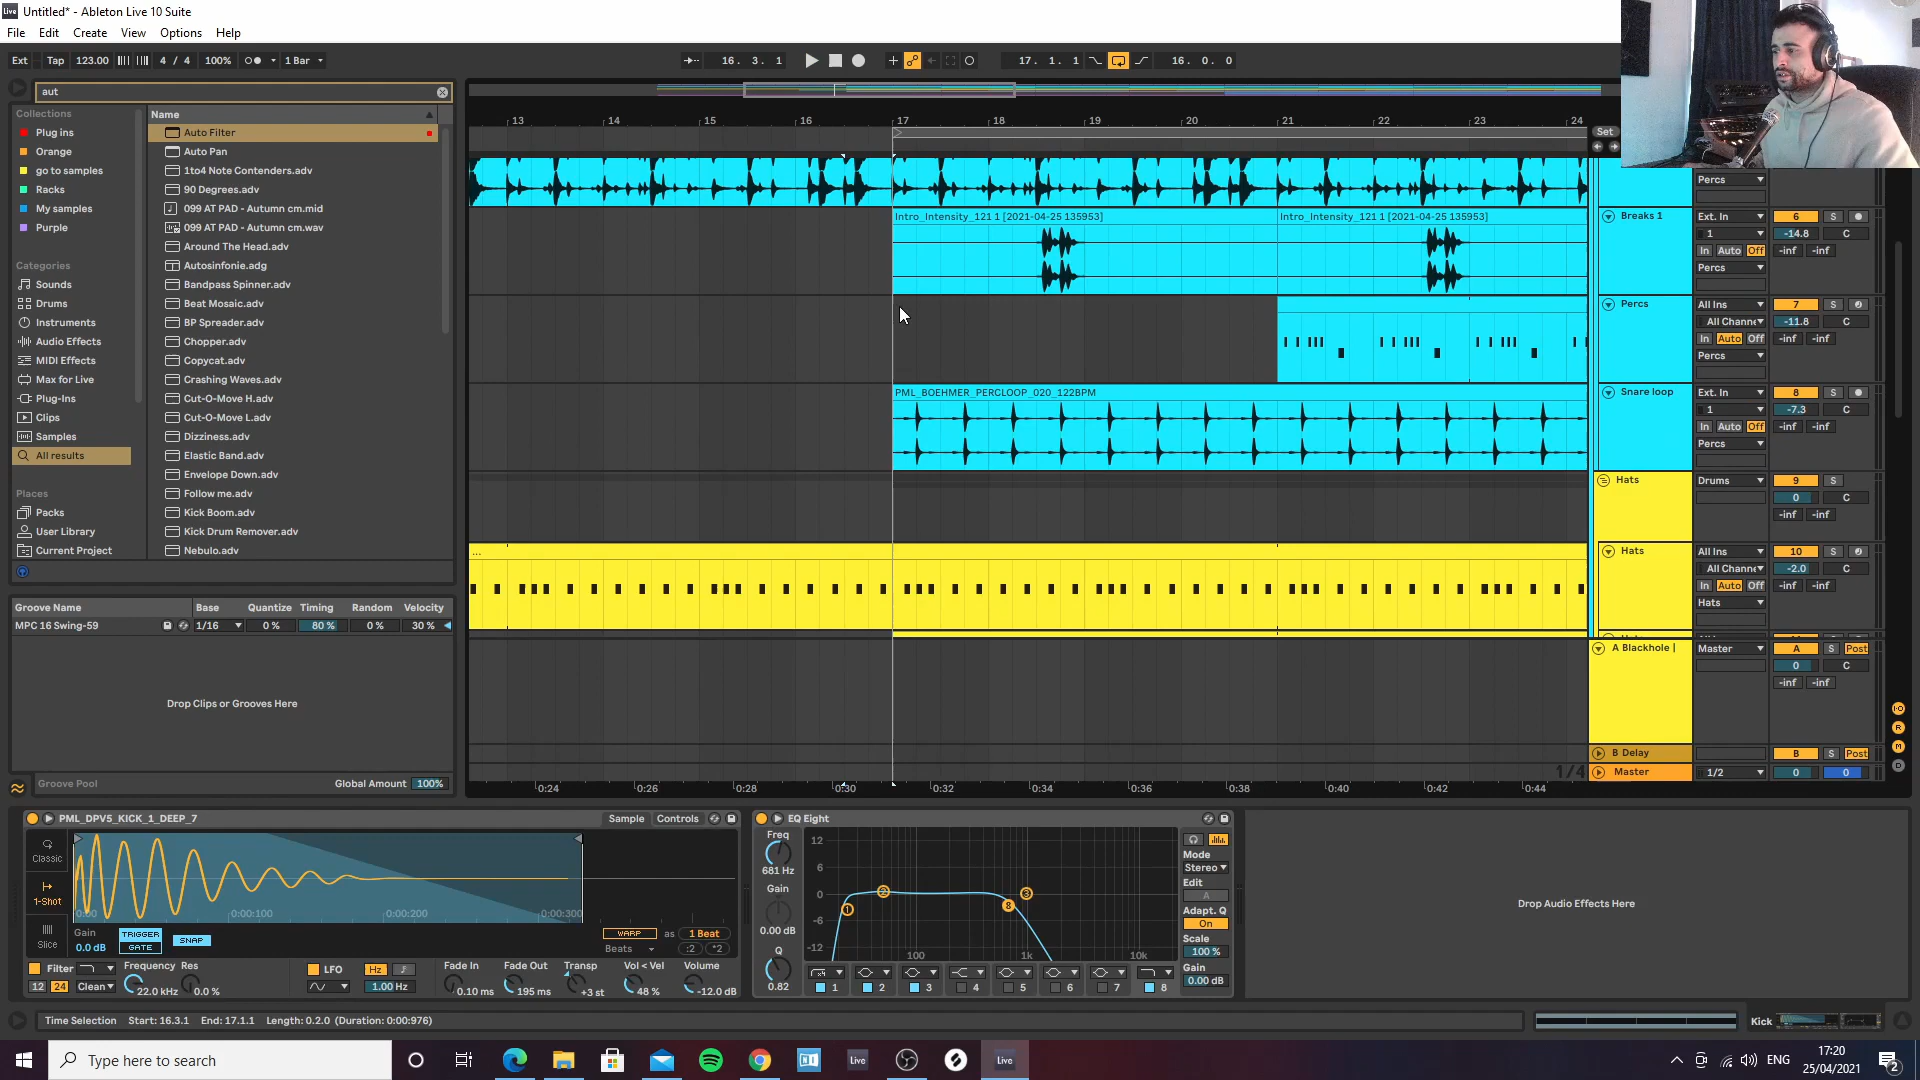 Untitled* - Ableton Live 10 Suite
File Edit Create View Options Help
Ext Tap 123.00 4 / 4 100% 1 Bar 16. 3. 1 17. 1. 1 16. 0. 0
aut
Collections
Plug ins
Orange
go to samples
Racks
My samples
Purple
Categories
Sounds
Drums
Instruments
Audio Effects
MIDI Effects
Max for Live
Plug-Ins
Clips
Samples
All results
Places
Packs
User Library
Current Project
Name
Auto Filter
Auto Pan
1to4 Note Contenders.adv
90 Degrees.adv
099 AT PAD - Autumn cm.mid
099 AT PAD - Autumn cm.wav
Around The Head.adv
Autosinfonie.adg
Bandpass Spinner.adv
Beat Mosaic.adv
BP Spreader.adv
Chopper.adv
Copycat.adv
Crashing Waves.adv
Cut-O-Move H.adv
Cut-O-Move L.adv
Dizziness.adv
Elastic Band.adv
Envelope Down.adv
Follow me.adv
Kick Boom.adv
Kick Drum Remover.adv
Nebulo.adv
Groove Name Base Quantize Timing Random Velocity
MPC 16 Swing-59 1/16 0 % 80 % 0 % 30 %
Drop Clips or Grooves Here
Groove Pool Global Amount 100%
13 14 15 16 17 18 19 20 21 22 23 24
Set
Intro_Intensity_121 1 [2021-04-25 135953] Intro_Intensity_121 1 [2021-04-25 135953]
PML_BOEHMER_PERCLOOP_020_122BPM
...
0:24 0:26 0:28 0:30 0:32 0:34 0:36 0:38 0:40 0:42 0:44
1/4
Percs
Breaks 1 Ext. In 6 S
1 -14.8 C
In Auto Off -inf -inf
Percs
Percs All Ins 7 S
All Channe -11.8 C
In Auto Off -inf -inf
Percs
Snare loop Ext. In 8 S
1 -7.3 C
In Auto Off -inf -inf
Percs
Hats Drums 9 S
0 C
-inf -inf
Hats All Ins 10 S
All Channe -2.0 C
In Auto Off -inf -inf
Hats
A Blackhole | Master A S Post
0 C
-inf -inf
B Delay B S Post
Master 1/2 0 0
PML_DPV5_KICK_1_DEEP_7 Sample Controls
Classic
1-Shot
Slice
0:00 0:00:100 0:00:200 0:00:300
Gain
0.0 dB
TRIGGER
GATE
SNAP
WARP as 1 Beat
Beats :2 *2
Filter Frequency Res LFO Hz Fade In Fade Out Transp Vol < Vel Volume
12 24 Clean 22.0 kHz 0.0 % 1.00 Hz 0.10 ms 195 ms +3 st 48 % -12.0 dB
EQ Eight
Freq
681 Hz
Gain
0.00 dB
Q
0.82
12
6
0
-6
-12
100 1k 10k
1 2 3 4 5 6 7 8
Mode
Stereo
Edit
A
Adapt. Q
On
Scale
100 %
Gain
0.00 dB
Drop Audio Effects Here
Time Selection Start: 16.3.1 End: 17.1.1 Length: 0.2.0 (Duration: 0:00:976)
Kick
Type here to search
Live
Live
ENG
17:20
25/04/2021
2